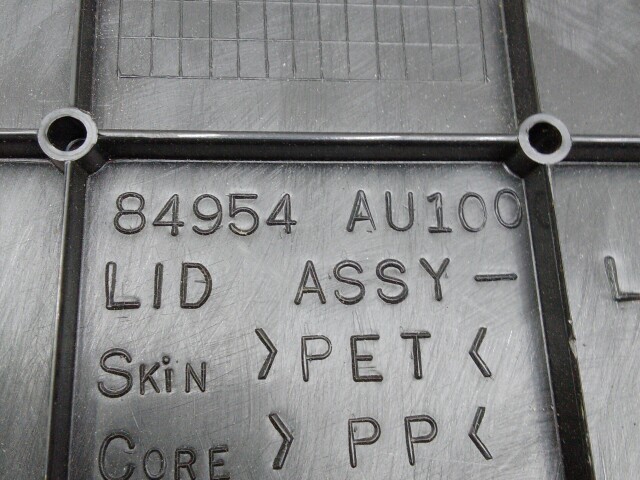 84954 AU100
LID ASSY-
SKiN >PET<
CORE >PP<
L